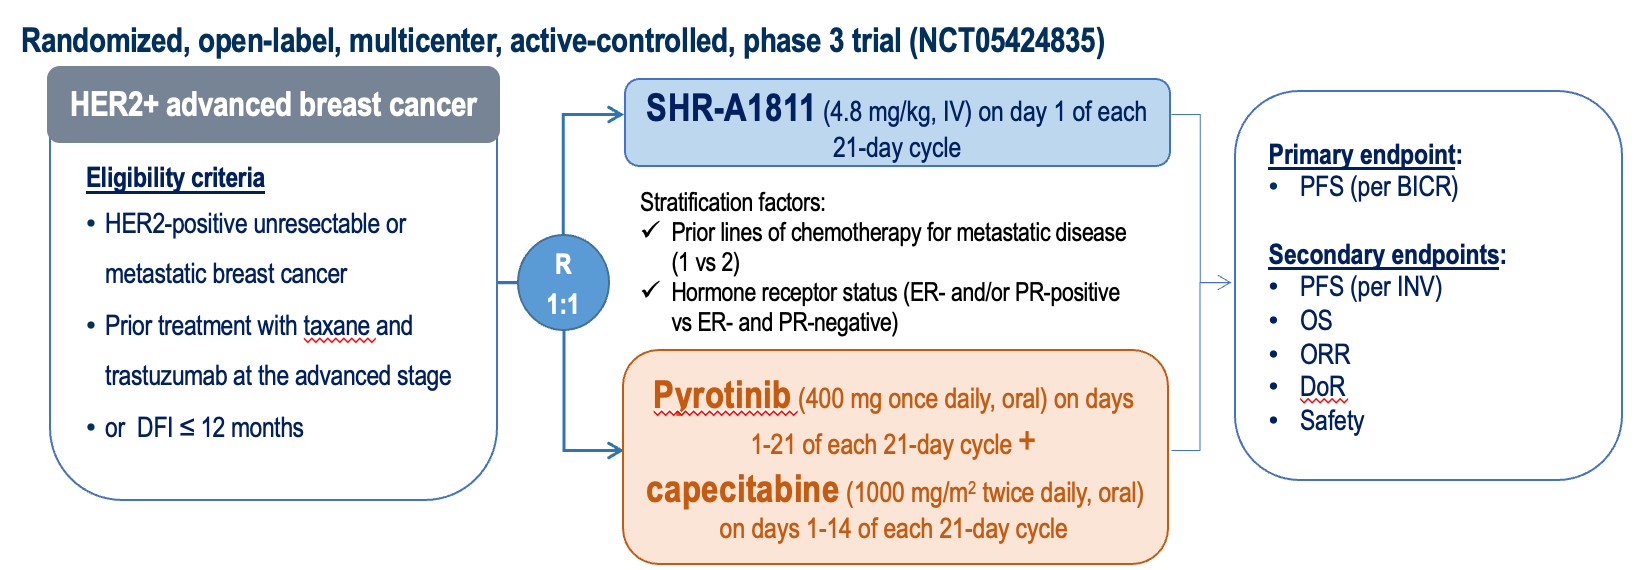 Randomized, open-label, multicenter, active-controlled, phase 3 trial (NCT05424835)
HER2+ advanced breast cancer
Eligibility criteria
• HER2-positive unresectable or
metastatic breast cancer
• Prior treatment with taxane and
trastuzumab at the advanced stage
• or DFI ≤ 12 months
R
1:1
SHR-A1811 (4.8 mg/kg, IV) on day 1 of each
21-day cycle
Stratification factors:
✓ Prior lines of chemotherapy for metastatic disease
(1 vs 2)
✓ Hormone receptor status (ER- and/or PR-positive
vs ER- and PR-negative)
Pyrotinib (400 mg once daily, oral) on days
1-21 of each 21-day cycle +
capecitabine (1000 mg/m² twice daily, oral)
on days 1-14 of each 21-day cycle
Primary endpoint:
• PFS (per BICR)
Secondary endpoints:
• PFS (per INV)
• OS
• ORR
• DoR
• Safety